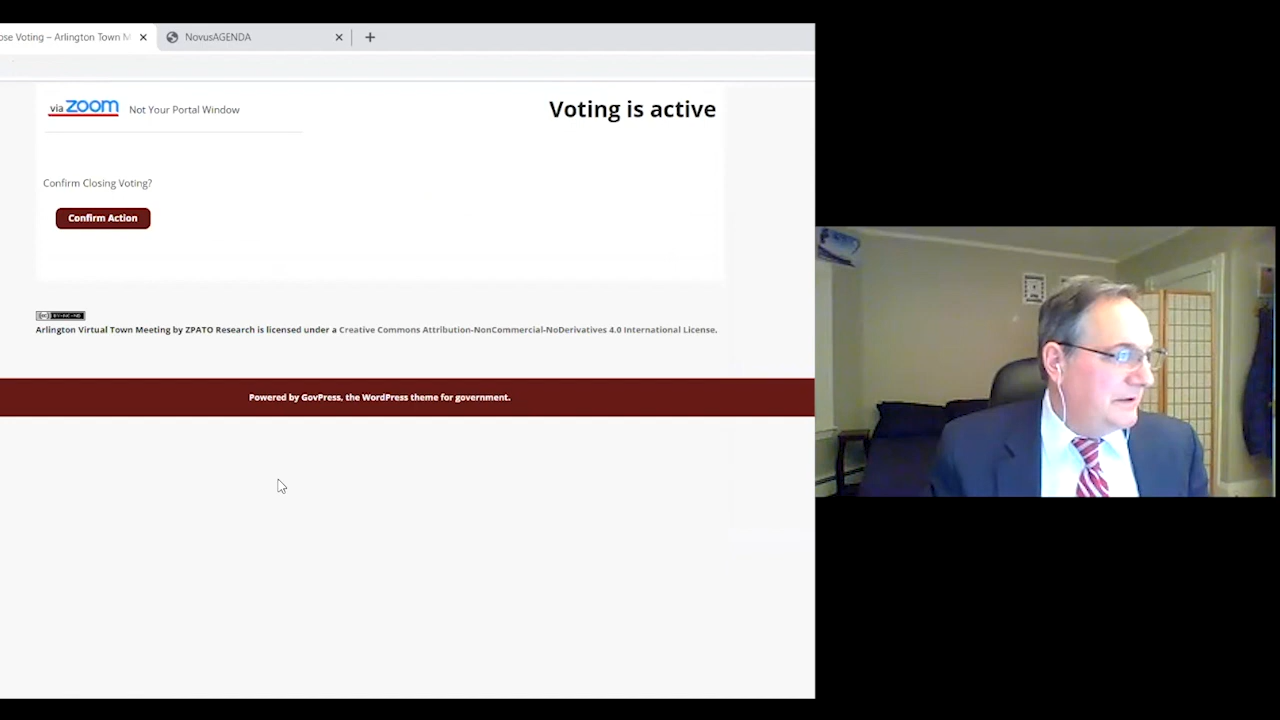 ose Voting – Arlington Town M
NovusAGENDA
via zoom Not Your Portal Window
Voting is active
Confirm Closing Voting?
Confirm Action
Arlington Virtual Town Meeting by ZPATO Research is licensed under a Creative Commons Attribution-NonCommercial-NoDerivatives 4.0 International License.
Powered by GovPress, the WordPress theme for government.